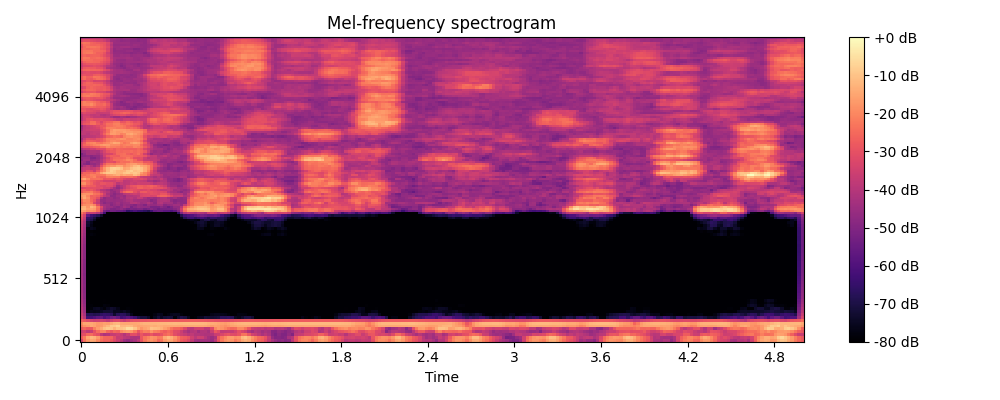 Mel-frequency spectrogram
Hz
4096
2048
1024
512
0
0 0.6 1.2 1.8 2.4 3 3.6 4.2 4.8
Time
+0 dB
-10 dB
-20 dB
-30 dB
-40 dB
-50 dB
-60 dB
-70 dB
-80 dB